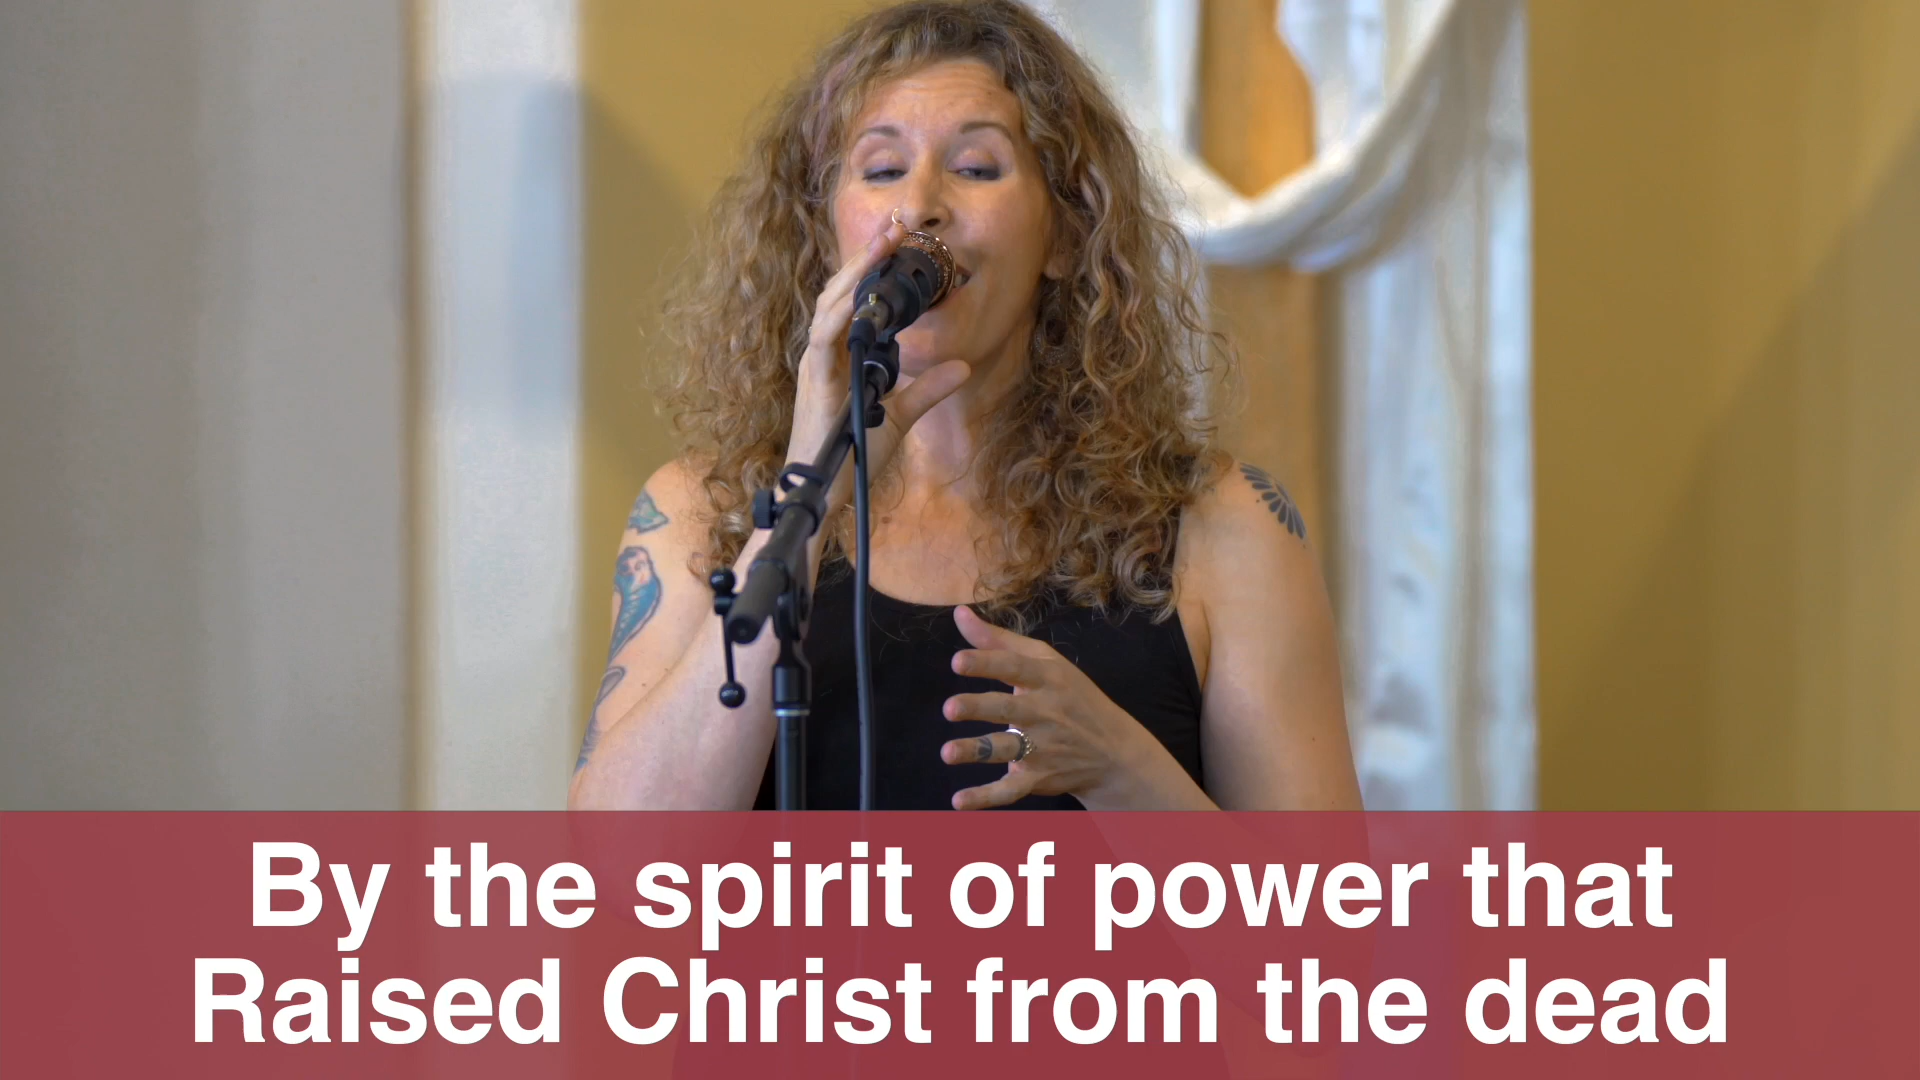 By the spirit of power that
Raised Christ from the dead